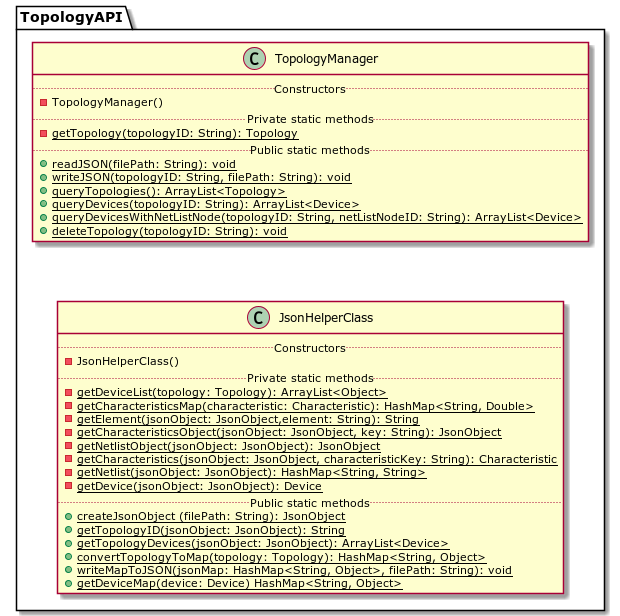 TopologyAPI
C TopologyManager
Constructors
TopologyManager()
Private static methods
getTopology(topologyID: String): Topology
Public static methods
readJSON(filePath: String): void
writeJSON(topologyID: String, filePath: String): void
queryTopologies(): ArrayList<Topology>
queryDevices(topologyID: String): ArrayList<Device>
queryDevicesWithNetListNode(topologyID: String, netListNodeID: String): ArrayList<Device>
deleteTopology(topologyID: String): void
C JsonHelperClass
Constructors
JsonHelperClass()
Private static methods
getDeviceList(topology: Topology): ArrayList<Object>
getCharacteristicsMap(characteristic: Characteristic): HashMap<String, Double>
getElement(jsonObject: JsonObject,element: String): String
getCharacteristicsObject(jsonObject: JsonObject, key: String): JsonObject
getNetlistObject(jsonObject: JsonObject): JsonObject
getCharacteristics(jsonObject: JsonObject, characteristicKey: String): Characteristic
getNetlist(jsonObject: JsonObject): HashMap<String, String>
getDevice(jsonObject: JsonObject): Device
Public static methods
createJsonObject (filePath: String): JsonObject
getTopologyID(jsonObject: JsonObject): String
getTopologyDevices(jsonObject: JsonObject): ArrayList<Device>
convertTopologyToMap(topology: Topology): HashMap<String, Object>
writeMapToJSON(jsonMap: HashMap<String, Object>, filePath: String): void
getDeviceMap(device: Device) HashMap<String, Object>